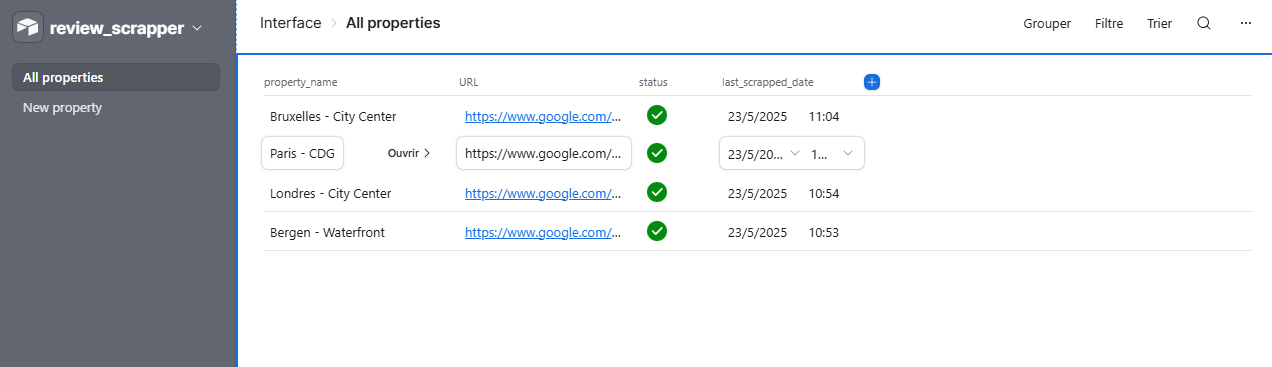 review_scrapper
Interface > All properties
Grouper Filtre Trier ...
All properties
New property
property_name URL status last_scrapped_date
Bruxelles - City Center https://www.google.com/... 23/5/2025 11:04
Paris - CDG Ouvrir https://www.google.com/... 23/5/20... 1...
Londres - City Center https://www.google.com/... 23/5/2025 10:54
Bergen - Waterfront https://www.google.com/... 23/5/2025 10:53